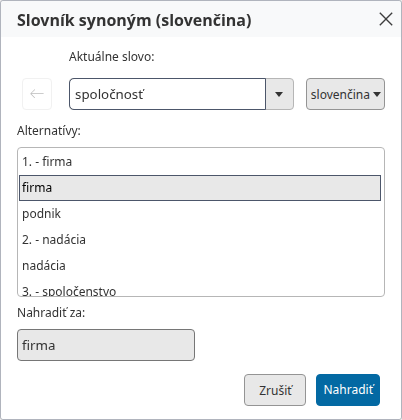 Slovník synoným (slovenčina)
Aktuálne slovo:
spoločnosť
slovenčina
Alternatívy:
1. - firma
firma
podnik
2. - nadácia
nadácia
3. - spoločenstvo
Nahradiť za:
firma
Zrušiť
Nahradiť